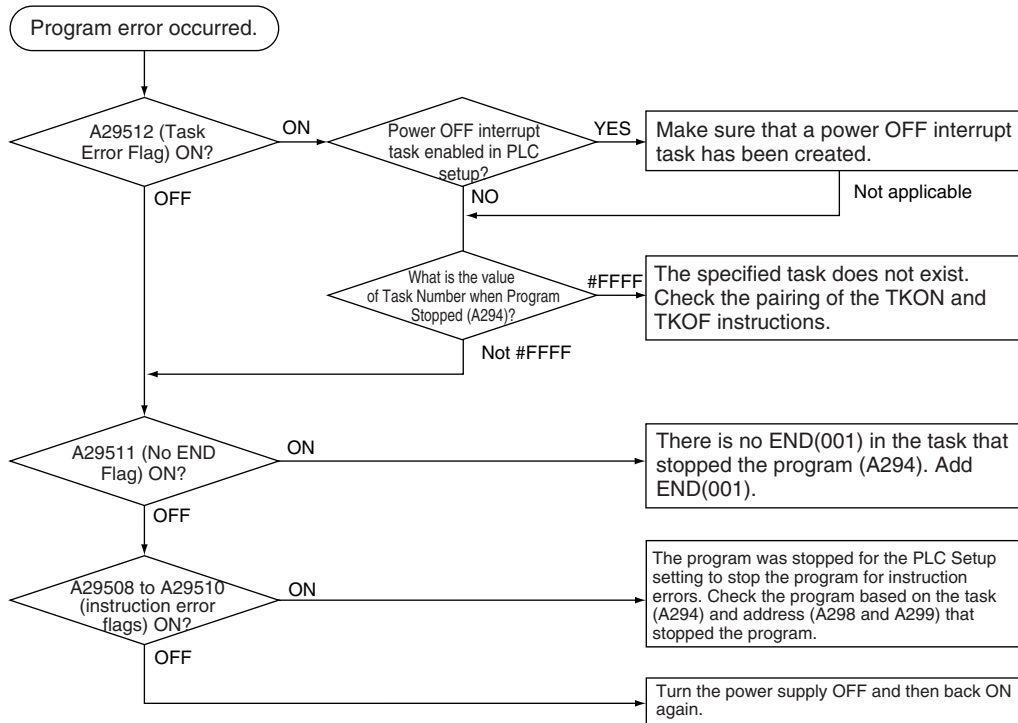 Program error occurred.
A29512 (Task
Error Flag) ON?
ON
Power OFF interrupt
task enabled in PLC
setup?
YES
Make sure that a power OFF interrupt
task has been created.
OFF
NO
Not applicable
What is the value
of Task Number when Program
Stopped (A294)?
#FFFF
The specified task does not exist.
Check the pairing of the TKON and
TKOF instructions.
Not #FFFF
A29511 (No END
Flag) ON?
ON
There is no END(001) in the task that
stopped the program (A294). Add
END(001).
OFF
A29508 to A29510
(instruction error
flags) ON?
ON
The program was stopped for the PLC Setup
setting to stop the program for instruction
errors. Check the program based on the task
(A294) and address (A298 and A299) that
stopped the program.
OFF
Turn the power supply OFF and then back ON
again.